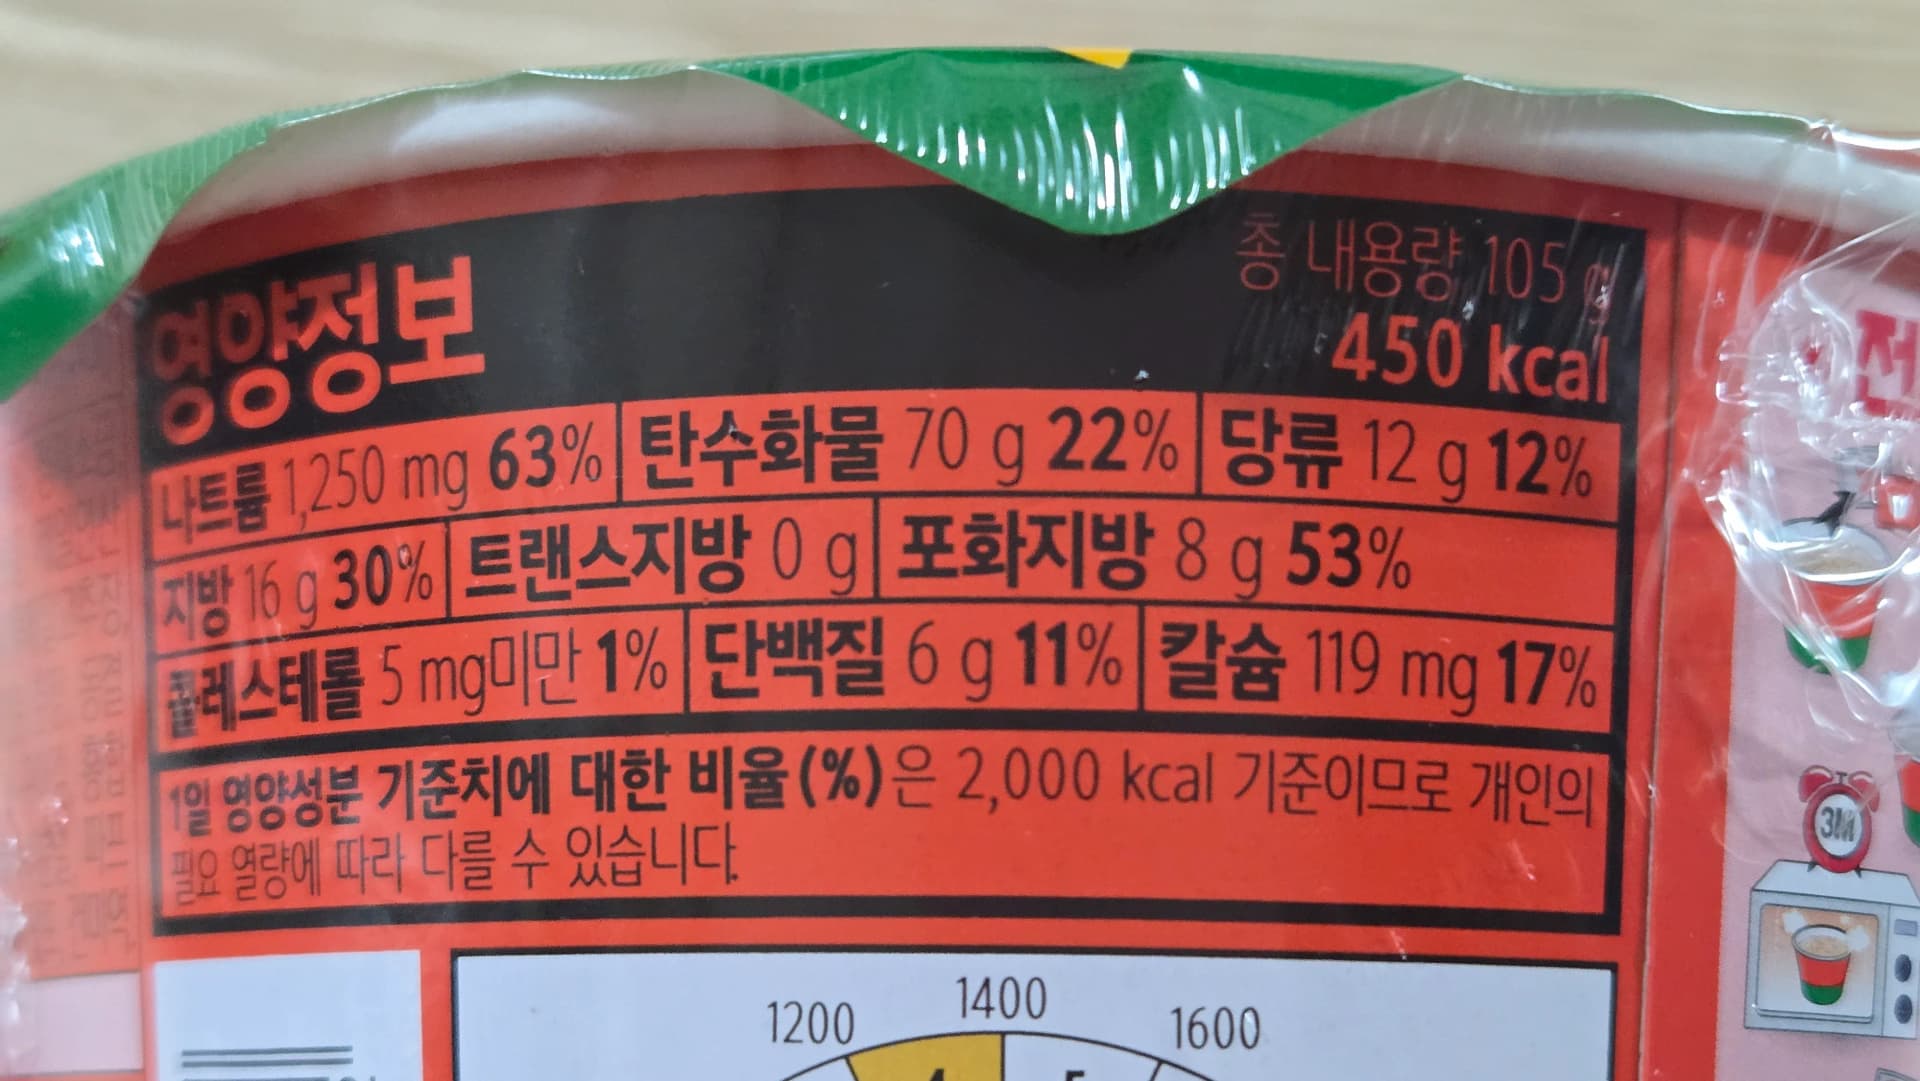 영양정보
총 내용량 105 g
450 kcal
나트륨 1,250 mg 63% 탄수화물 70 g 22% 당류 12 g 12%
지방 16 g 30% 트랜스지방 0 g 포화지방 8 g 53%
콜레스테롤 5 mg미만 1% 단백질 6 g 11% 칼슘 119 mg 17%
1일 영양성분 기준치에 대한 비율(%)은 2,000 kcal 기준이므로 개인의
필요 열량에 따라 다를 수 있습니다.
1200 1400 1600
3M